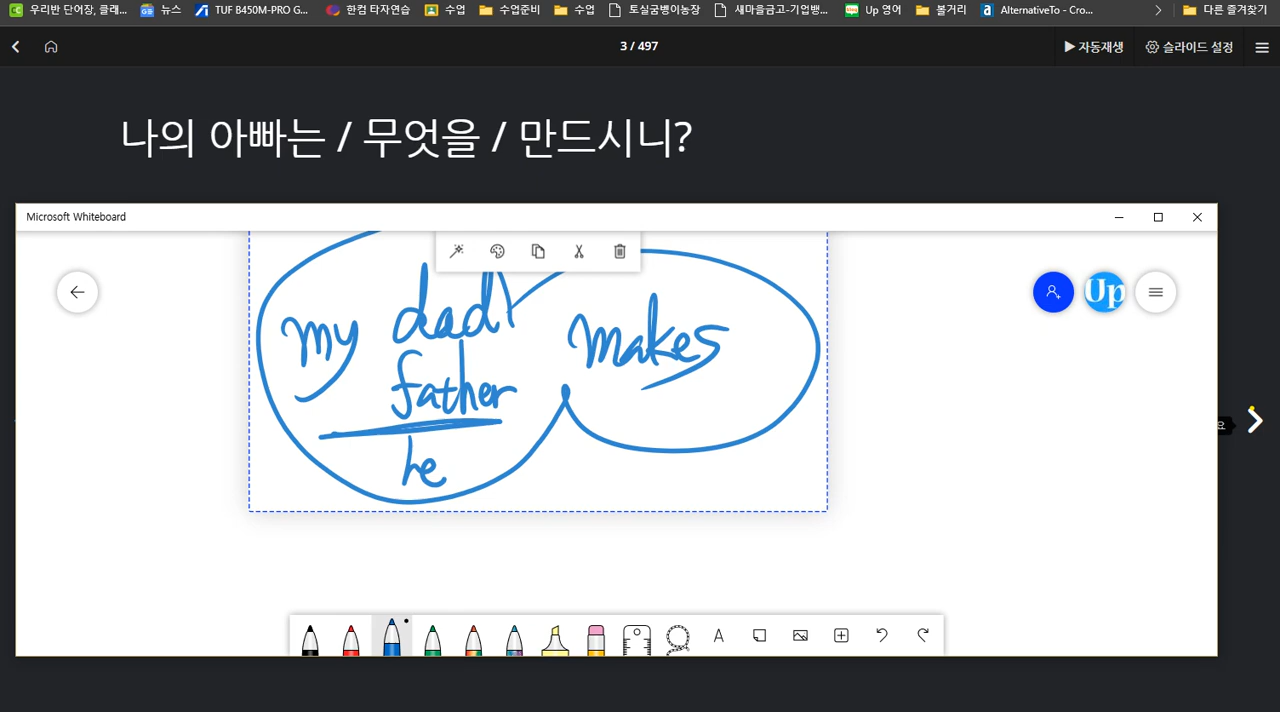 우리반 단어장, 클래... 뉴스 TUF B450M-PRO G... 한컴 타자연습 수업 수업준비 수업 토실굼벵이농장 새마을금고-기업뱅... Up 영어 볼거리 AlternativeTo - Cro... 다른 즐겨찾기
3 / 497 자동재생 슬라이드 설정
나의 아빠는 / 무엇을 / 만드시니?
Microsoft Whiteboard
my dad makes
father
he
Up
요
A